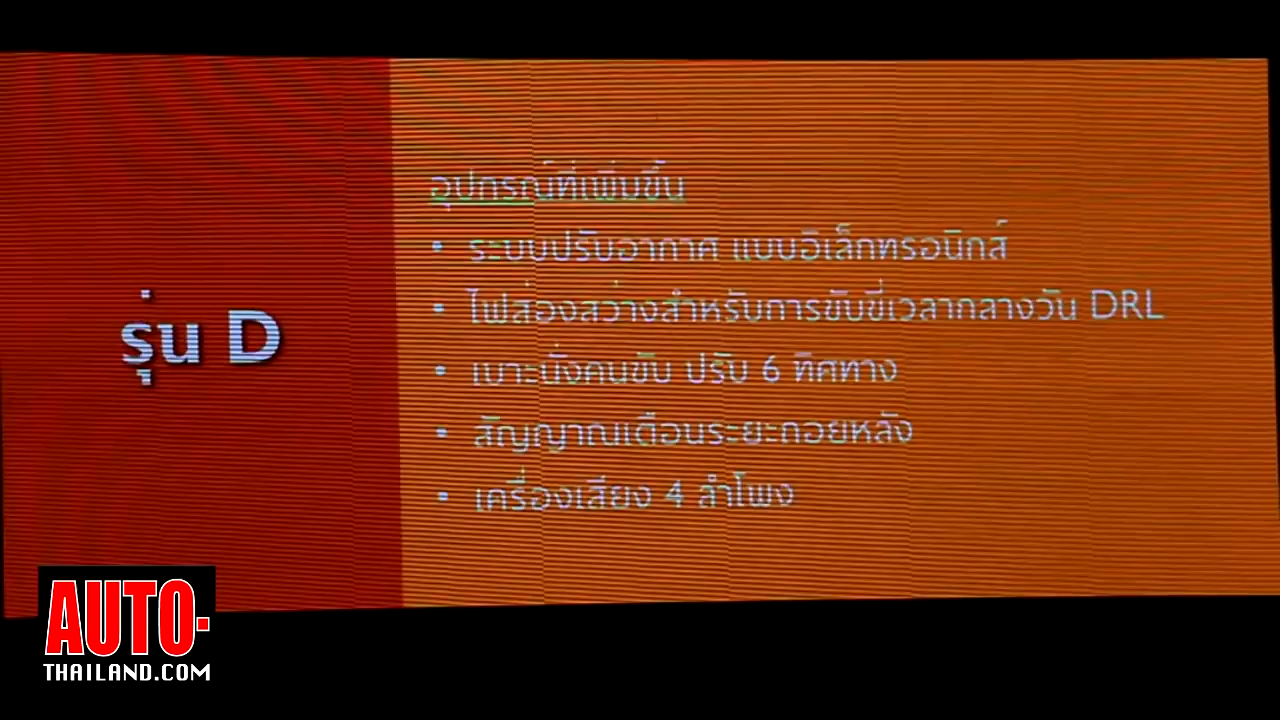 รุ่น D
อุปกรณ์ที่เพิ่มขึ้น
• ระบบปรับอากาศ แบบอิเล็กทรอนิกส์
• ไฟส่องสว่างสำหรับการขับขี่เวลากลางวัน DRL
• เบาะนั่งคนขับ ปรับ 6 ทิศทาง
• สัญญาณเตือนระยะถอยหลัง
• เครื่องเสียง 4 ลำโพง
AUTO-
THAILAND.COM